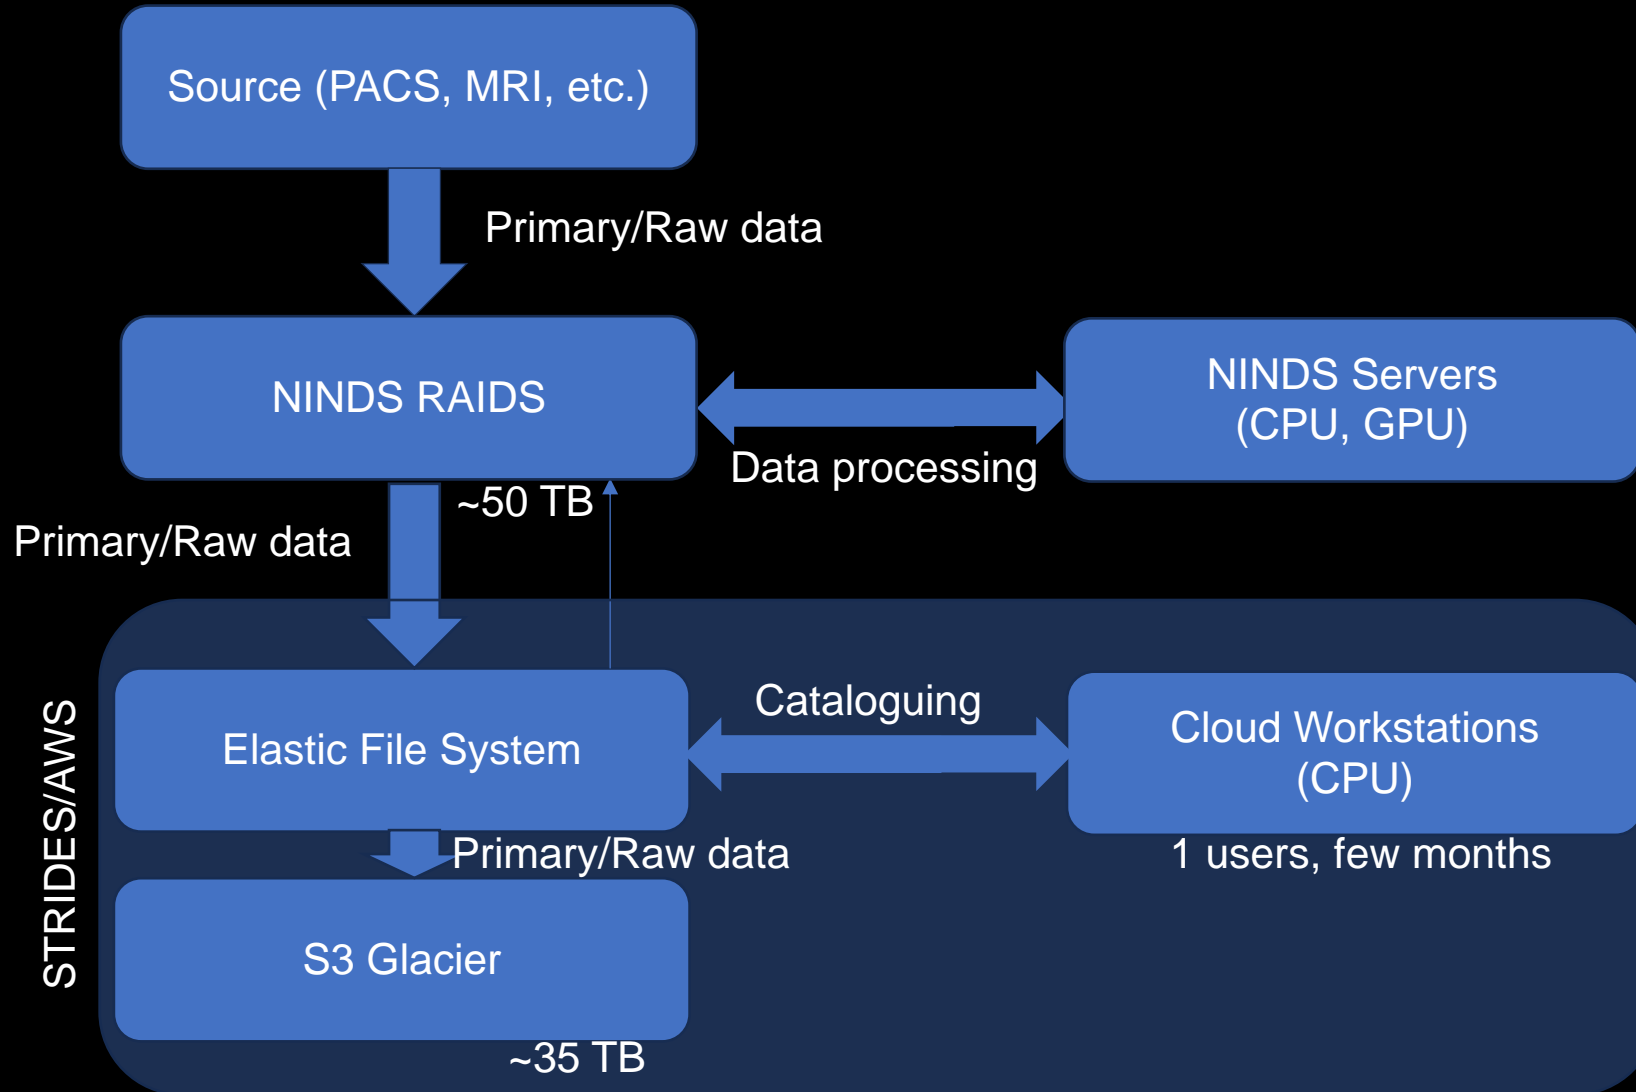 Source (PACS, MRI, etc.)
Primary/Raw data
NINDS RAIDS
NINDS Servers
(CPU, GPU)
Data processing
~50 TB
Primary/Raw data
STRIDES/AWS
Elastic File System
Cataloguing
Cloud Workstations
(CPU)
Primary/Raw data
1 users, few months
S3 Glacier
~35 TB